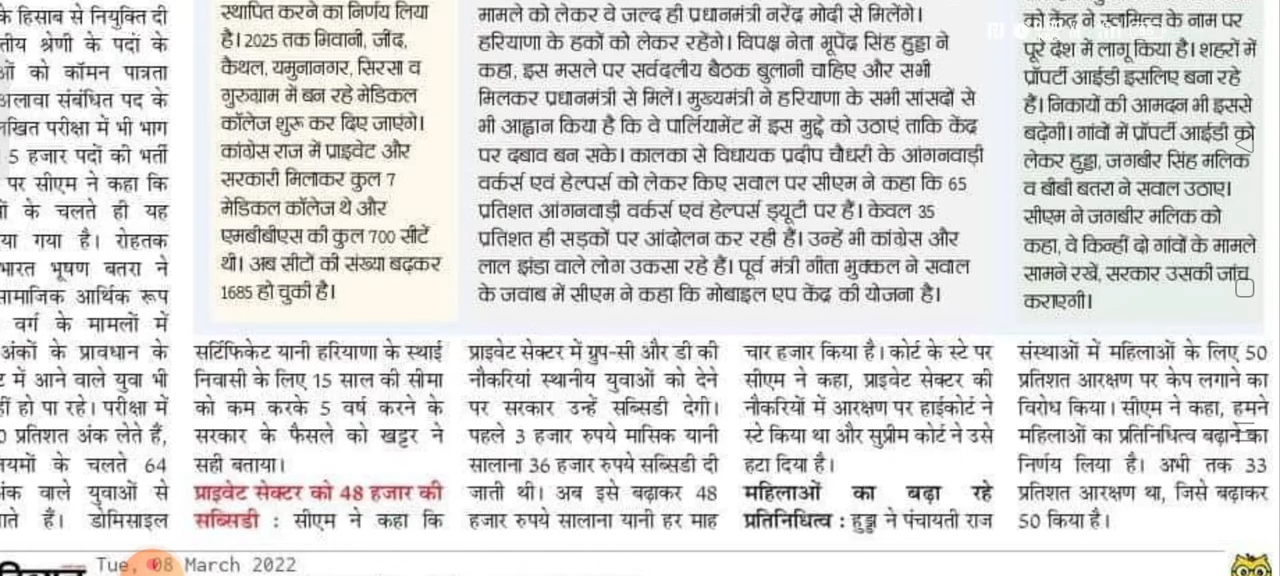 के हिसाब से नियुक्ति दी
तीय श्रेणी के पदों के
ओं को कॉमन पात्रता
अलावा संबंधित पद के
लखित परीक्षा में भी भाग
5 हजार पदों की भर्ती
पर सीएम ने कहा कि
के चलते ही यह
या गया है। रोहतक
भारत भूषण बतरा ने
सामाजिक आर्थिक रूप
वर्ग के मामलों में
अंकों के प्रावधान के
में आने वाले युवा भी
हीं हो पा रहे। परीक्षा में
प्रतिशत अंक लेते हैं,
नियमों के चलते 64
अंक वाले युवाओं से
जाते हैं। डोमिसाइल
स्थापित करने का निर्णय लिया
है। 2025 तक भिवानी, जींद,
कैथल, यमुनानगर, सिरसा व
गुरुग्राम में बन रहे मेडिकल
कॉलेज शुरू कर दिए जाएंगे।
कांग्रेस राज में प्राइवेट और
सरकारी मिलाकर कुल 7
मेडिकल कॉलेज थे और
एमबीबीएस की कुल 700 सीटें
थी। अब सीटों की संख्या बढ़कर
1685 हो चुकी है।
मामले को लेकर वे जल्द ही प्रधानमंत्री नरेंद्र मोदी से मिलेंगे।
हरियाणा के हकों को लेकर रहेंगे। विपक्ष नेता भूपेंद्र सिंह हुड्डा ने
कहा, इस मसले पर सर्वदलीय बैठक बुलानी चाहिए और सभी
मिलकर प्रधानमंत्री से मिलें। मुख्यमंत्री ने हरियाणा के सभी सांसदों से
भी आह्वान किया है कि वे पार्लियामेंट में इस मुद्दे को उठाएं ताकि केंद्र
पर दबाव बन सके। कालका से विधायक प्रदीप चौधरी के आंगनवाड़ी
वर्कर्स एवं हेल्पर्स को लेकर किए सवाल पर सीएम ने कहा कि 65
प्रतिशत आंगनवाड़ी वर्कर्स एवं हेल्पर्स ड्यूटी पर हैं। केवल 35
प्रतिशत ही सड़कों पर आंदोलन कर रही हैं। उन्हें भी कांग्रेस और
लाल झंडा वाले लोग उकसा रहे हैं। पूर्व मंत्री गीता भुक्कल ने सवाल
के जवाब में सीएम ने कहा कि मोबाइल एप केंद्र की योजना है।
को केंद्र ने स्वामित्व के नाम पर
पूरे देश में लागू किया है। शहरों में
प्रॉपर्टी आईडी इसलिए बना रहे
हैं। निकायों की आमदन भी इससे
बढ़ेगी। गांवों में प्रॉपर्टी आईडी को
लेकर हुड्डा, जगबीर सिंह मलिक
व बीबी बतरा ने सवाल उठाए।
सीएम ने जगबीर मलिक को
कहा, वे किन्हीं दो गांवों के मामले
सामने रखें, सरकार उसकी जांच
कराएगी।
सर्टिफिकेट यानी हरियाणा के स्थाई
निवासी के लिए 15 साल की सीमा
को कम करके 5 वर्ष करने के
सरकार के फैसले को खट्टर ने
सही बताया।
प्राइवेट सेक्टर को 48 हजार की
सब्सिडी : सीएम ने कहा कि
प्राइवेट सेक्टर में ग्रुप-सी और डी की
नौकरियां स्थानीय युवाओं को देने
पर सरकार उन्हें सब्सिडी देगी।
पहले 3 हजार रुपये मासिक यानी
सालाना 36 हजार रुपये सब्सिडी दी
जाती थी। अब इसे बढ़ाकर 48
हजार रुपये सालाना यानी हर माह
चार हजार किया है। कोर्ट के स्टे पर
सीएम ने कहा, प्राइवेट सेक्टर की
नौकरियों में आरक्षण पर हाईकोर्ट ने
स्टे किया था और सुप्रीम कोर्ट ने उसे
हटा दिया है।
महिलाओं का बढ़ा रहे
प्रतिनिधित्व : हुड्डा ने पंचायती राज
संस्थाओं में महिलाओं के लिए 50
प्रतिशत आरक्षण पर केप लगाने का
विरोध किया। सीएम ने कहा, हमने
महिलाओं का प्रतिनिधित्व बढ़ाने का
निर्णय लिया है। अभी तक 33
प्रतिशत आरक्षण था, जिसे बढ़ाकर
50 किया है।
Tue, 08 March 2022